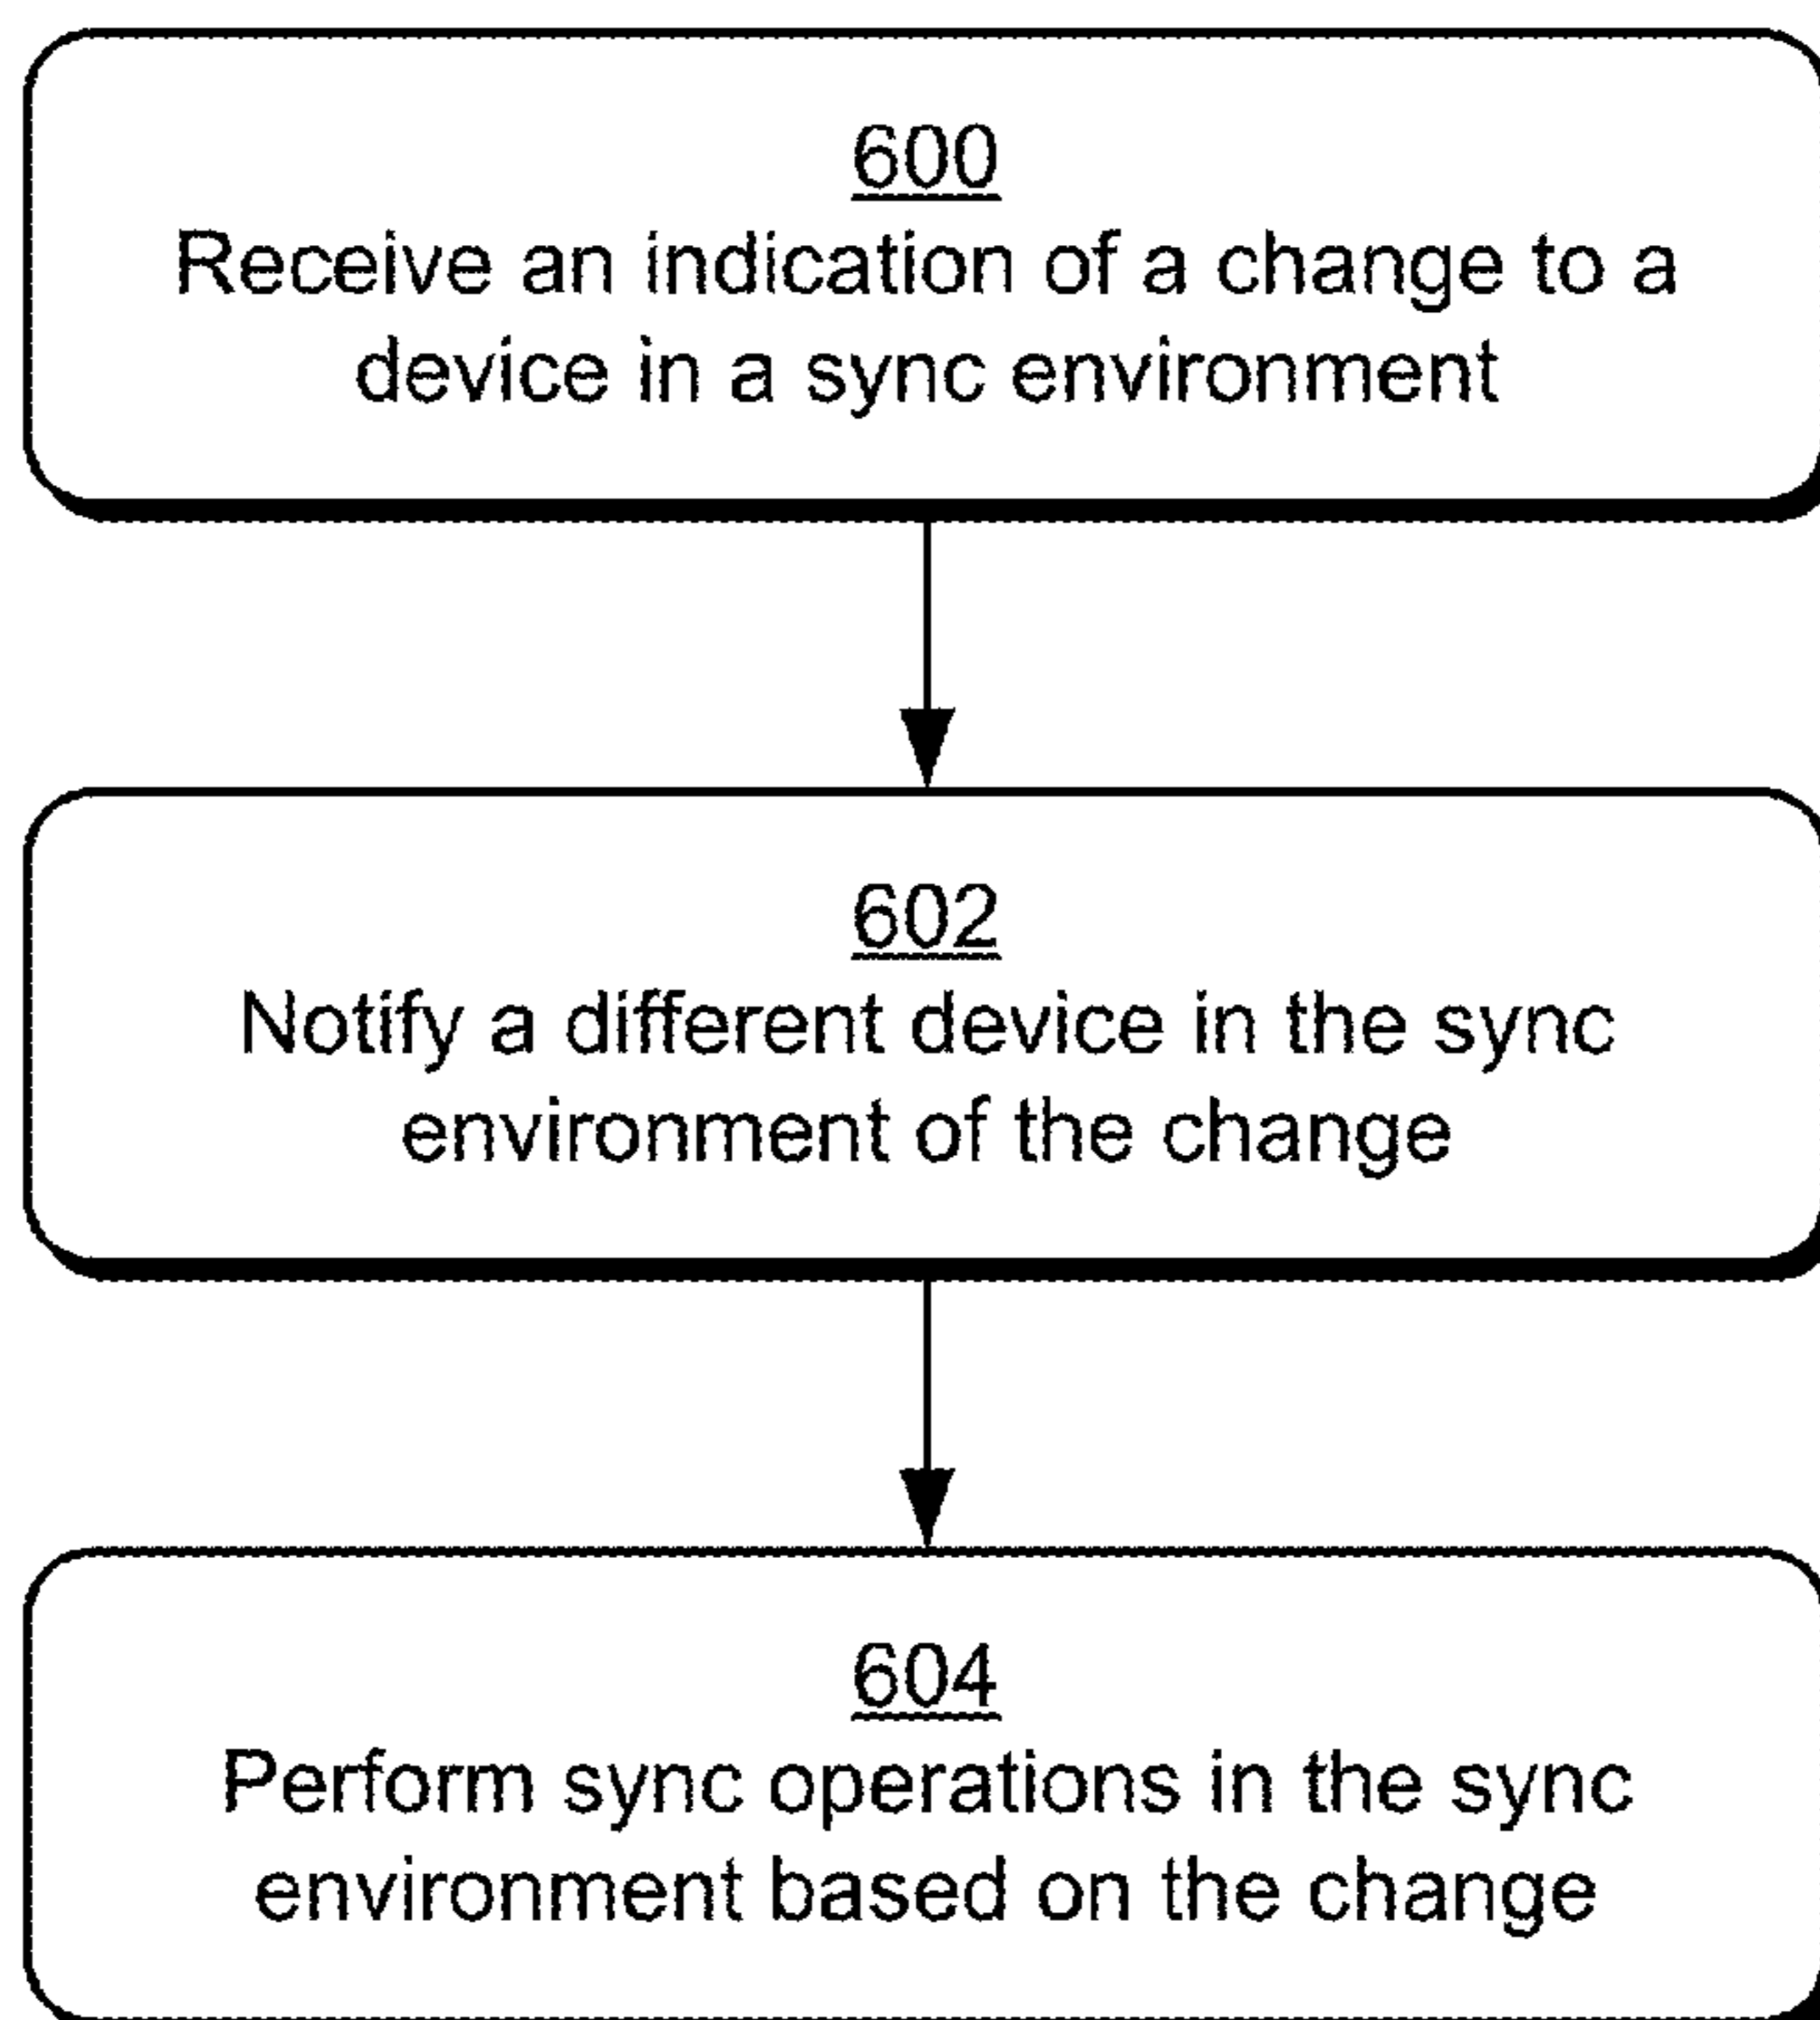 600
Receive an indication of a change to a
device in a sync environment
602
Notify a different device in the sync
environment of the change
604
Perform sync operations in the sync
environment based on the change